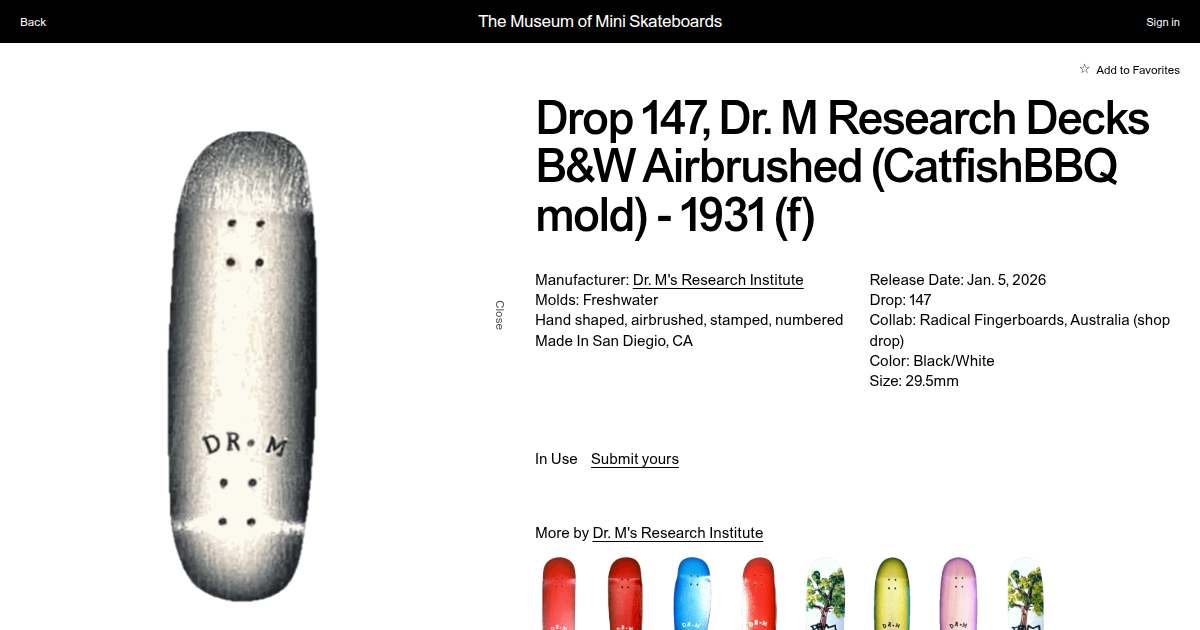 Back
The Museum of Mini Skateboards
Sign in
☆ Add to Favorites
Drop 147, Dr. M Research Decks
B&W Airbrushed (CatfishBBQ
mold) - 1931 (f)
Manufacturer: Dr. M's Research Institute
Molds: Freshwater
Hand shaped, airbrushed, stamped, numbered
Made In San Diegio, CA
Release Date: Jan. 5, 2026
Drop: 147
Collab: Radical Fingerboards, Australia (shop
drop)
Color: Black/White
Size: 29.5mm
Close
DR•M
In Use Submit yours
More by Dr. M's Research Institute